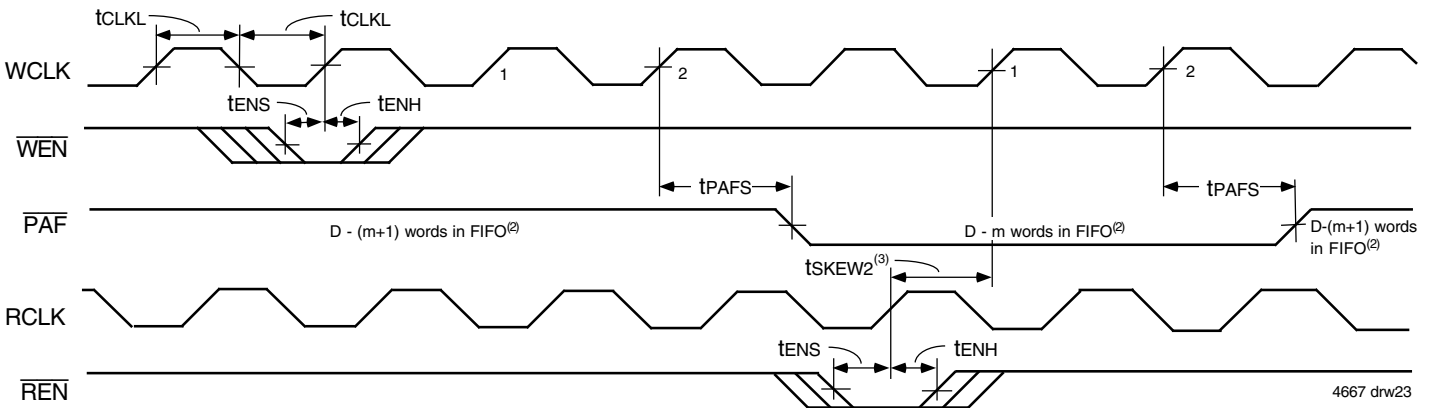 tCLKL tCLKL
WCLK 1 2 1 2
tENS tENH
WEN
tPAFS tPAFS
PAF
D - (m+1) words in FIFO(2) D - m words in FIFO(2) D-(m+1) words
in FIFO(2)
tSKEW2(3)
RCLK
tENS tENH
REN
4667 drw23